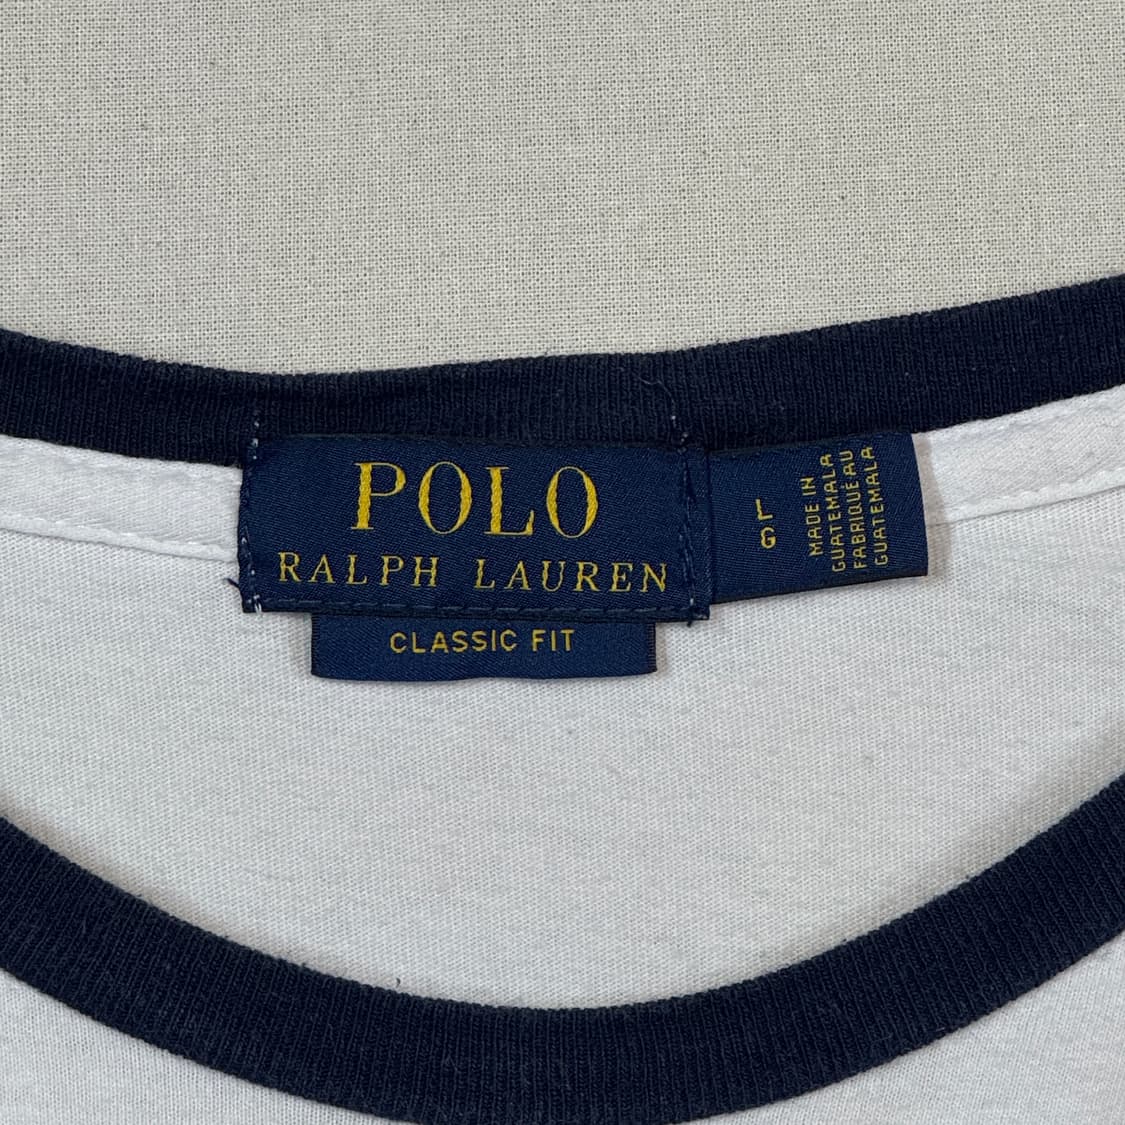 POLO
RALPH LAUREN
CLASSIC FIT
L
G
MADE IN
GUATEMALA
FABRIQUÉ AU
GUATEMALA